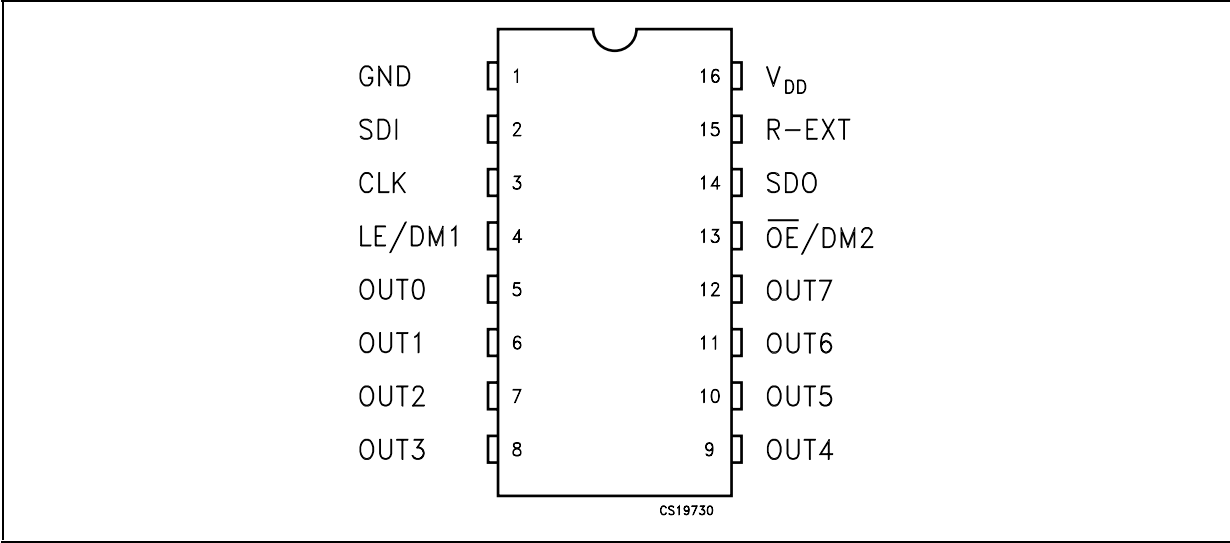 GND 1 16 VDD
SDI 2 15 R-EXT
CLK 3 14 SDO
LE/DM1 4 13 O̅E̅/DM2
OUT0 5 12 OUT7
OUT1 6 11 OUT6
OUT2 7 10 OUT5
OUT3 8 9 OUT4
CS19730